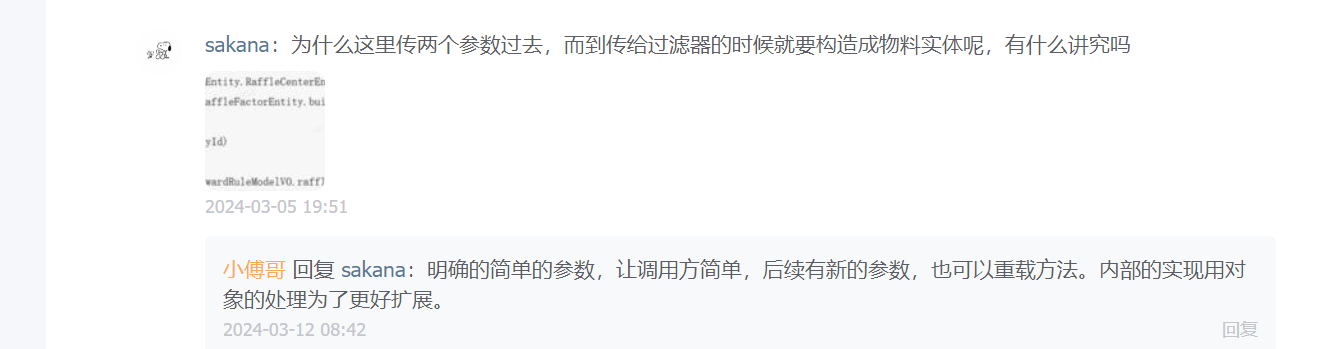 sakana：为什么这里传两个参数过去，而到传给过滤器的时候就要构造成物料实体呢，有什么讲究吗
Entity.RaffleCenterEn
affleFactorEntity.bui
yId)
wardRuleModelVO.raff
2024-03-05 19:51
小傅哥 回复 sakana：明确的简单的参数，让调用方简单，后续有新的参数，也可以重载方法。内部的实现用对
象的处理为了更好扩展。
2024-03-12 08:42
回复